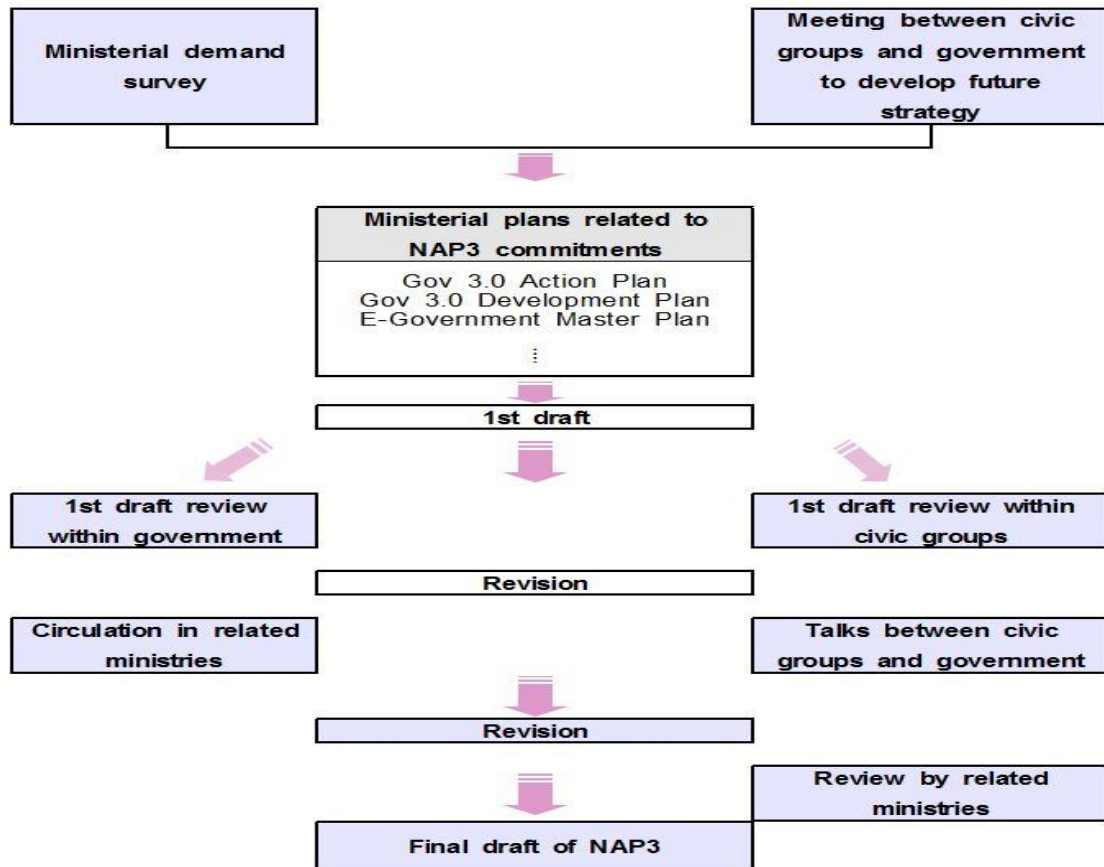 Ministerial demand
survey
Meeting between civic
groups and government
to develop future
strategy
Ministerial plans related to
NAP3 commitments
Gov 3.0 Action Plan
Gov 3.0 Development Plan
E-Government Master Plan
⋮
1st draft
1st draft review
within government
1st draft review within
civic groups
Revision
Circulation in related
ministries
Talks between civic
groups and government
Revision
Review by related
ministries
Final draft of NAP3